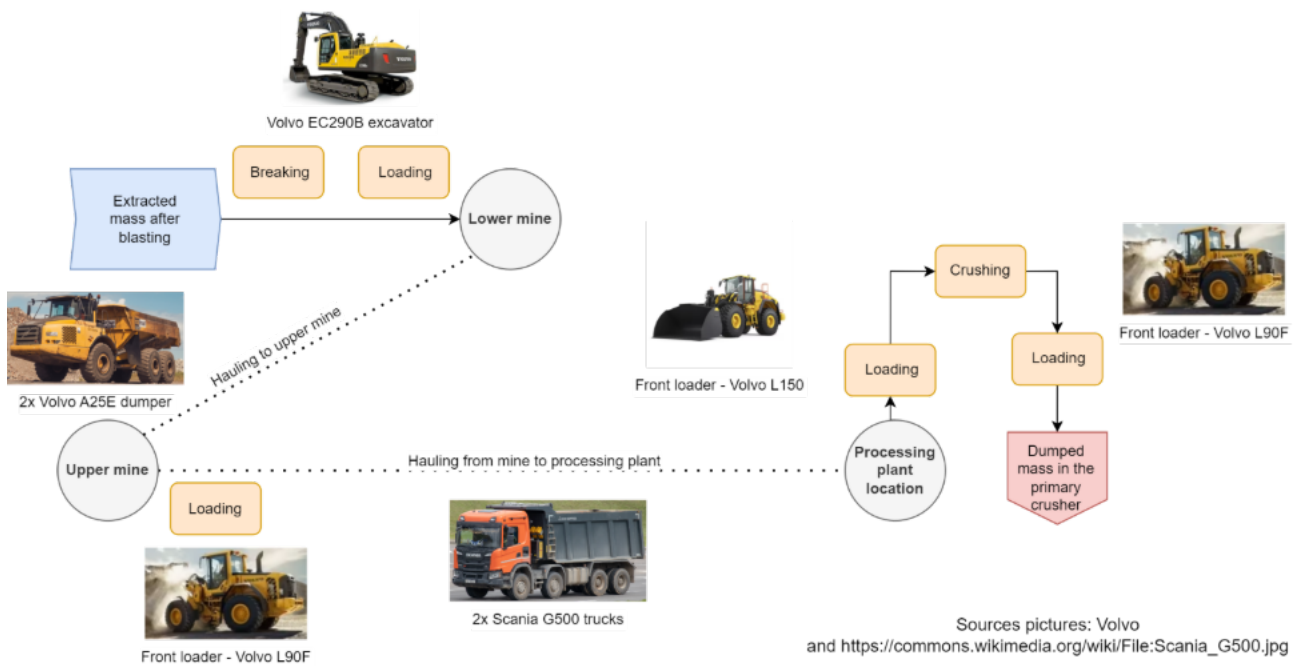 Volvo EC290B excavator
Breaking
Loading
Extracted
mass after
blasting
Lower mine
Hauling to upper mine
2x Volvo A25E dumper
Upper mine
Loading
Front loader - Volvo L90F
Hauling from mine to processing plant
2x Scania G500 trucks
Front loader - Volvo L150
Processing
plant
location
Loading
Crushing
Loading
Front loader - Volvo L90F
Dumped
mass in the
primary
crusher
Sources pictures: Volvo
and https://commons.wikimedia.org/wiki/File:Scania_G500.jpg